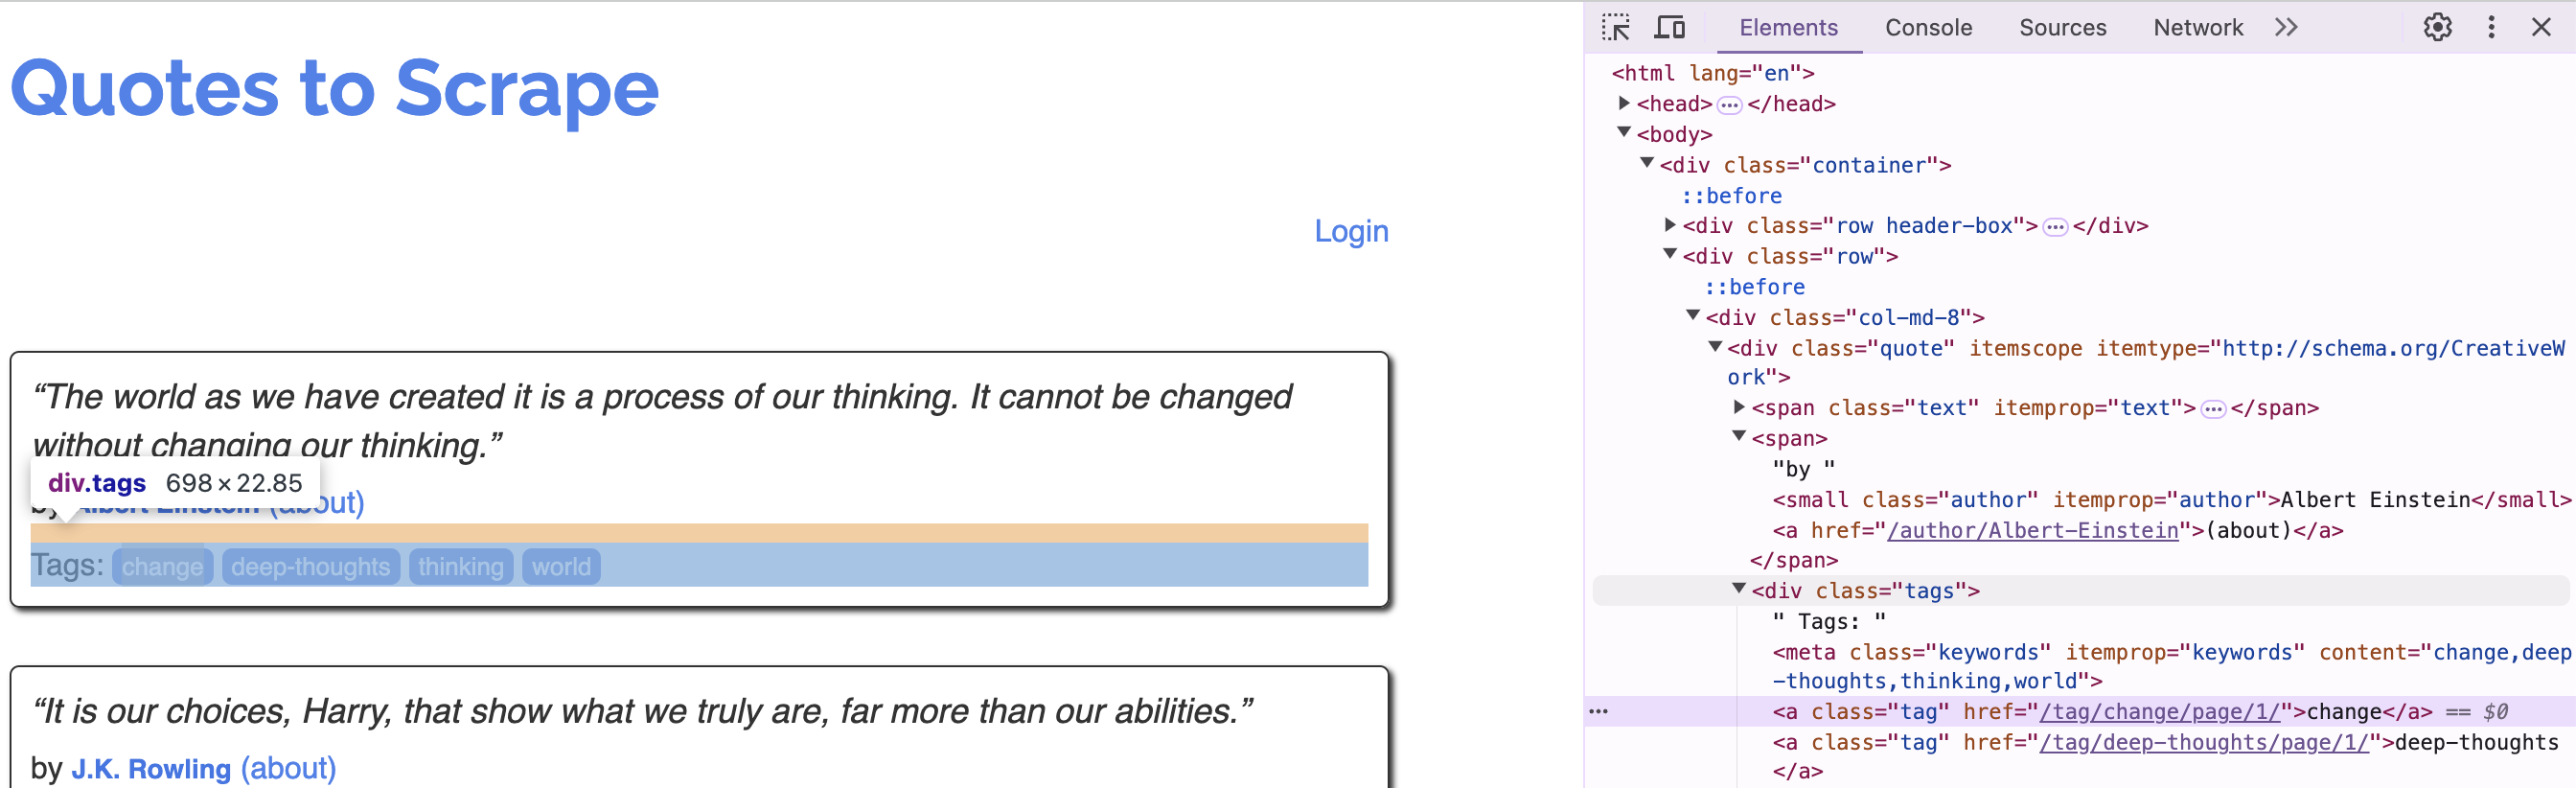 Quotes to Scrape
Login
“The world as we have created it is a process of our thinking. It cannot be changed
without changing our thinking.”
div.tags 698 × 22.85
by Albert Einstein (about)
Tags: change deep-thoughts thinking world
“It is our choices, Harry, that show what we truly are, far more than our abilities.”
by J.K. Rowling (about)
Elements Console Sources Network
<html lang="en">
<head> ··· </head>
<body>
<div class="container">
::before
<div class="row header-box"> ··· </div>
<div class="row">
::before
<div class="col-md-8">
<div class="quote" itemscope itemtype="http://schema.org/CreativeW
ork">
<span class="text" itemprop="text"> ··· </span>
<span>
"by "
<small class="author" itemprop="author">Albert Einstein</small>
<a href="/author/Albert-Einstein">(about)</a>
</span>
<div class="tags">
" Tags: "
<meta class="keywords" itemprop="keywords" content="change,deep
-thoughts,thinking,world">
<a class="tag" href="/tag/change/page/1/">change</a> == $0
<a class="tag" href="/tag/deep-thoughts/page/1/">deep-thoughts
</a>